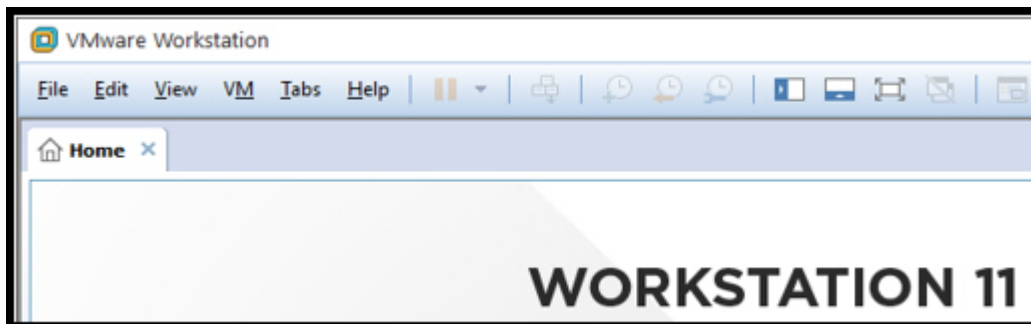 VMware Workstation
File Edit View VM Tabs Help
Home
WORKSTATION 11